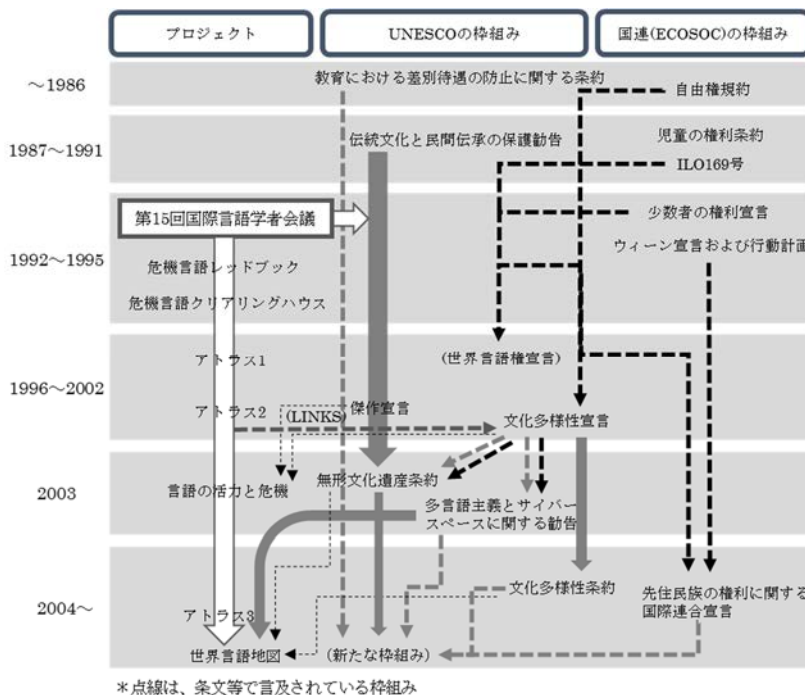 プロジェクト
UNESCOの枠組み
国連(ECOSOC)の枠組み
～1986
教育における差別待遇の防止に関する条約
自由権規約
1987～1991
伝統文化と民間伝承の保護勧告
児童の権利条約
ILO169号
第15回国際言語学者会議
少数者の権利宣言
ウィーン宣言および行動計画
1992～1995
危機言語レッドブック
危機言語クリアリングハウス
アトラス1
(世界言語権宣言)
1996～2002
アトラス2
(LINKS)
傑作宣言
文化多様性宣言
2003
言語の活力と危機
無形文化遺産条約
多言語主義とサイバー
スペースに関する勧告
2004～
文化多様性条約
先住民族の権利に関する
国際連合宣言
アトラス3
世界言語地図
(新たな枠組み)
＊点線は、条文等で言及されている枠組み